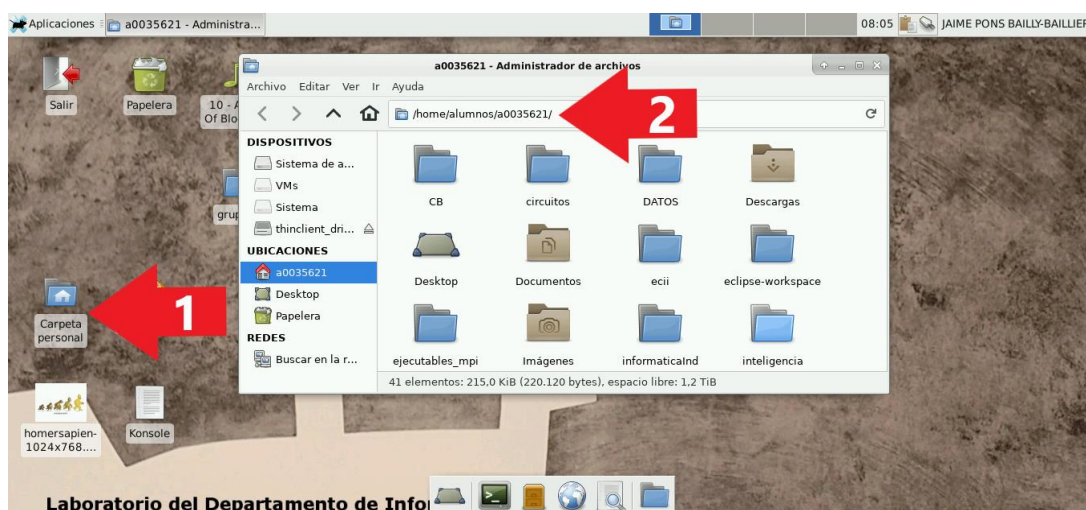 Aplicaciones
a0035621 - Administra...
08:05
JAIME PONS BAILLY-BAILLIER
Salir
Papelera
10 - A
Of Blo
grup
Carpeta
personal
1
homersapien-
1024x768....
Konsole
a0035621 - Administrador de archivos
Archivo Editar Ver Ir Ayuda
/home/alumnos/a0035621/
2
DISPOSITIVOS
Sistema de a...
VMs
Sistema
thinclient_dri...
UBICACIONES
a0035621
Desktop
Papelera
REDES
Buscar en la r...
CB circuitos DATOS Descargas
Desktop Documentos ecii eclipse-workspace
ejecutables_mpi Imágenes informaticaInd inteligencia
41 elementos: 215,0 KiB (220.120 bytes), espacio libre: 1,2 TiB
Laboratorio del Departamento de Infor